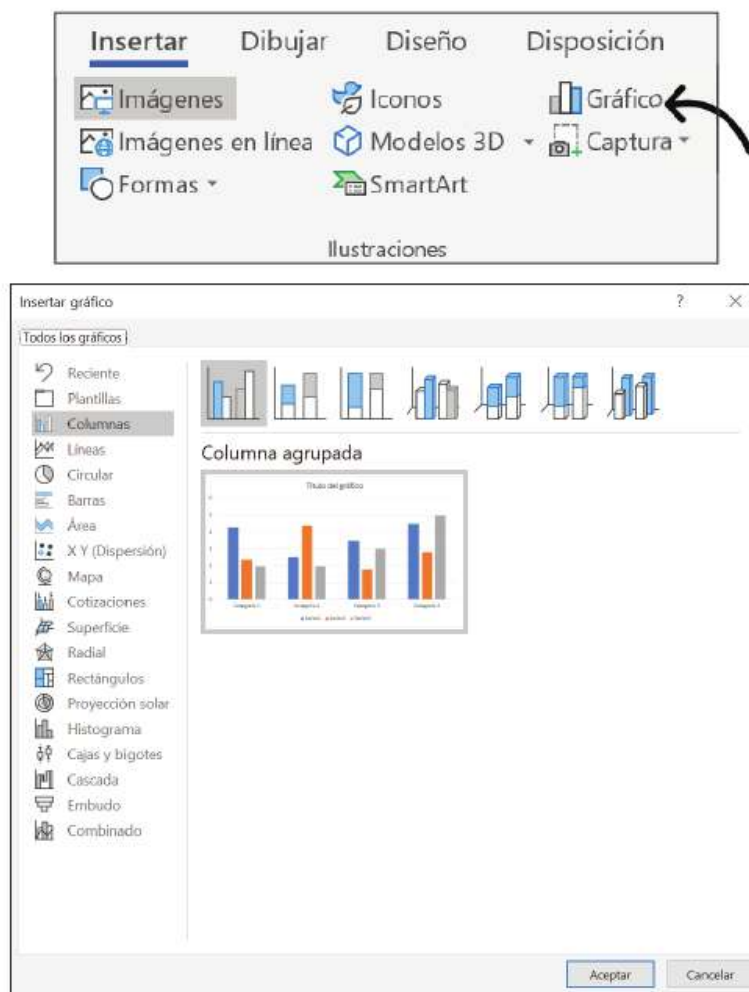 Insertar Dibujar Diseño Disposición
Imágenes Iconos Gráfico
Imágenes en línea Modelos 3D Captura
Formas SmartArt
Ilustraciones
Insertar gráfico ? ×
Todos los gráficos
Reciente
Plantillas
Columnas
Líneas
Circular
Barras
Área
X Y (Dispersión)
Mapa
Cotizaciones
Superficie
Radial
Rectángulos
Proyección solar
Histograma
Cajas y bigotes
Cascada
Embudo
Combinado
Columna agrupada
Título del gráfico
Aceptar Cancelar